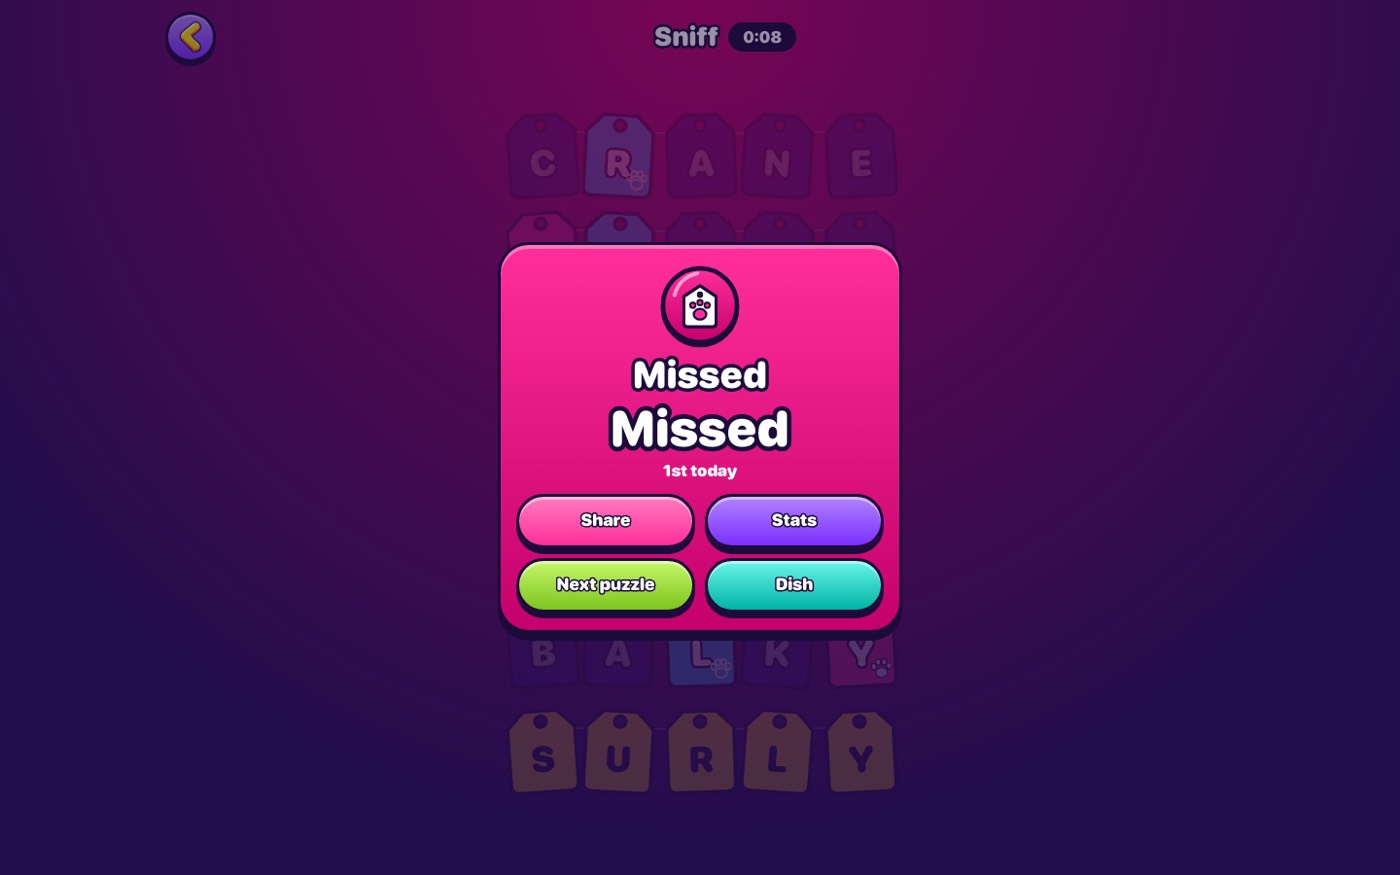 Sniff 0:08
C R A N E
Missed
Missed
1st today
Share Stats
Next puzzle Dish
B A L K Y
S U R L Y